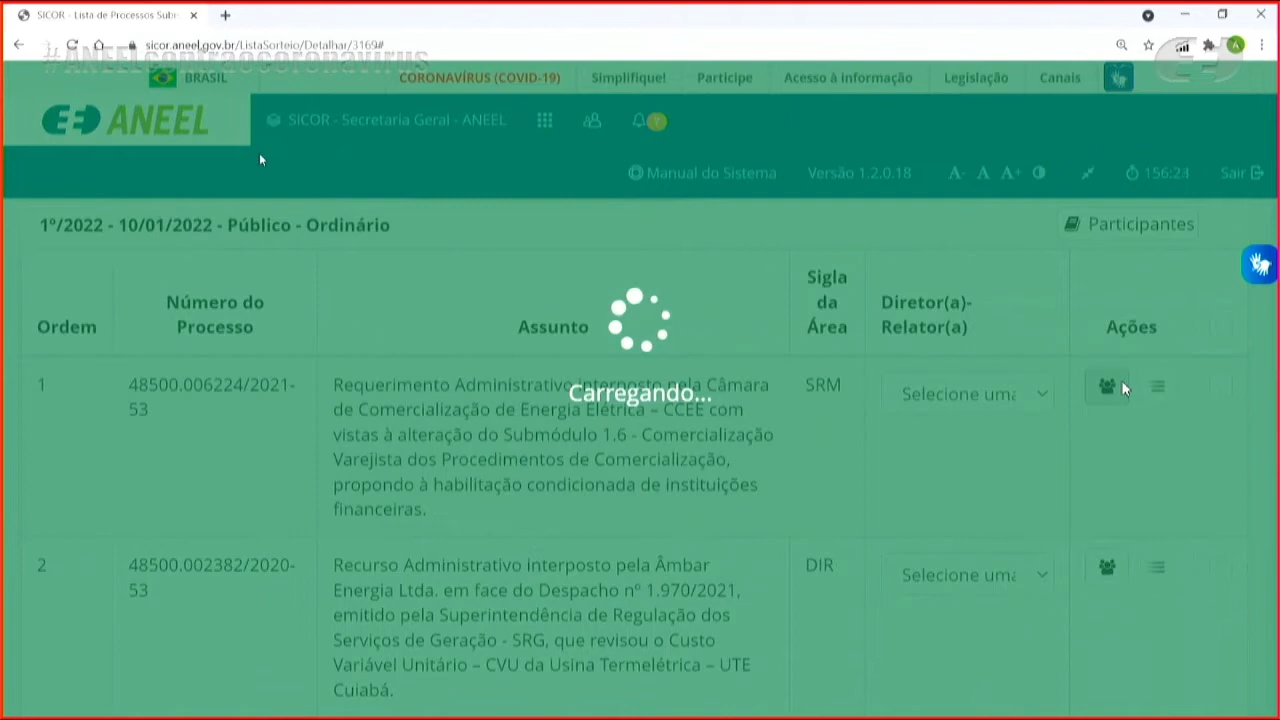 SICOR - Lista de Processos Sub
sicor.aneel.gov.br/ListaSorteio/Detalhar/3169#
#ANEELcontraocoronavírus
BRASIL
CORONAVÍRUS (COVID-19)
Simplifique!
Participe
Acesso à informação
Legislação
Canais
ANEEL
SICOR - Secretaria Geral - ANEEL
Manual do Sistema
Versão 1.2.0.18
A-
A
A+
Sair
1º/2022 - 10/01/2022 - Público - Ordinário
Participantes
Ordem
Número do
Processo
Assunto
Sigla
da
Área
Diretor(a)-
Relator(a)
Ações
Carregando...
1
48500.006224/2021-
53
Requerimento Administrativo interposto pela Câmara
de Comercialização de Energia Elétrica – CCEE com
vistas à alteração do Submódulo 1.6 - Comercialização
Varejista dos Procedimentos de Comercialização,
propondo à habilitação condicionada de instituições
financeiras.
SRM
Selecione uma
2
48500.002382/2020-
53
Recurso Administrativo interposto pela Âmbar
Energia Ltda. em face do Despacho nº 1.970/2021,
emitido pela Superintendência de Regulação dos
Serviços de Geração - SRG, que revisou o Custo
Variável Unitário – CVU da Usina Termelétrica – UTE
Cuiabá.
DIR
Selecione uma